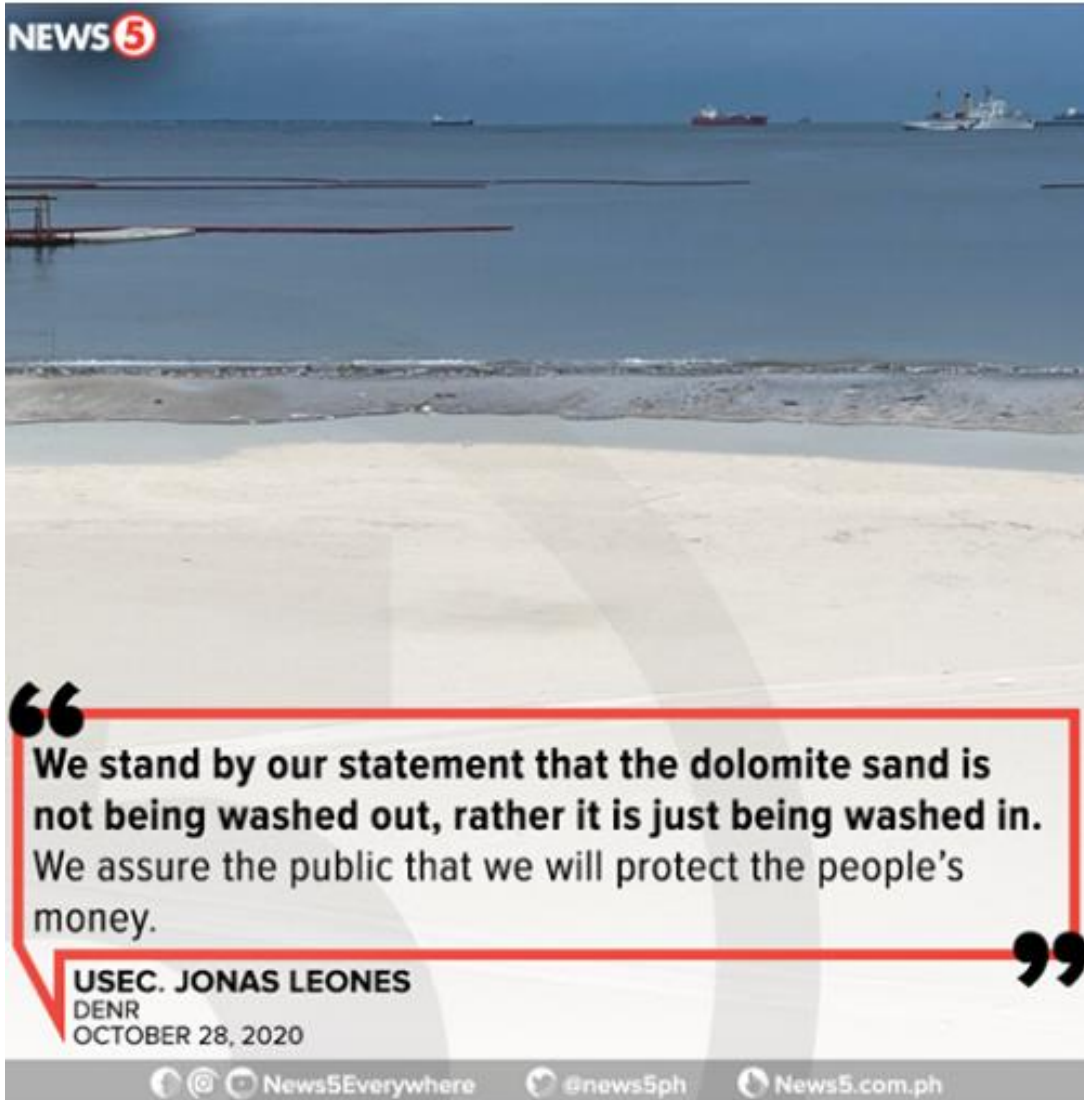 NEWS 5
“
We stand by our statement that the dolomite sand is
not being washed out, rather it is just being washed in.
We assure the public that we will protect the people’s
money.
”
USEC. JONAS LEONES
DENR
OCTOBER 28, 2020
News5Everywhere @news5ph News5.com.ph